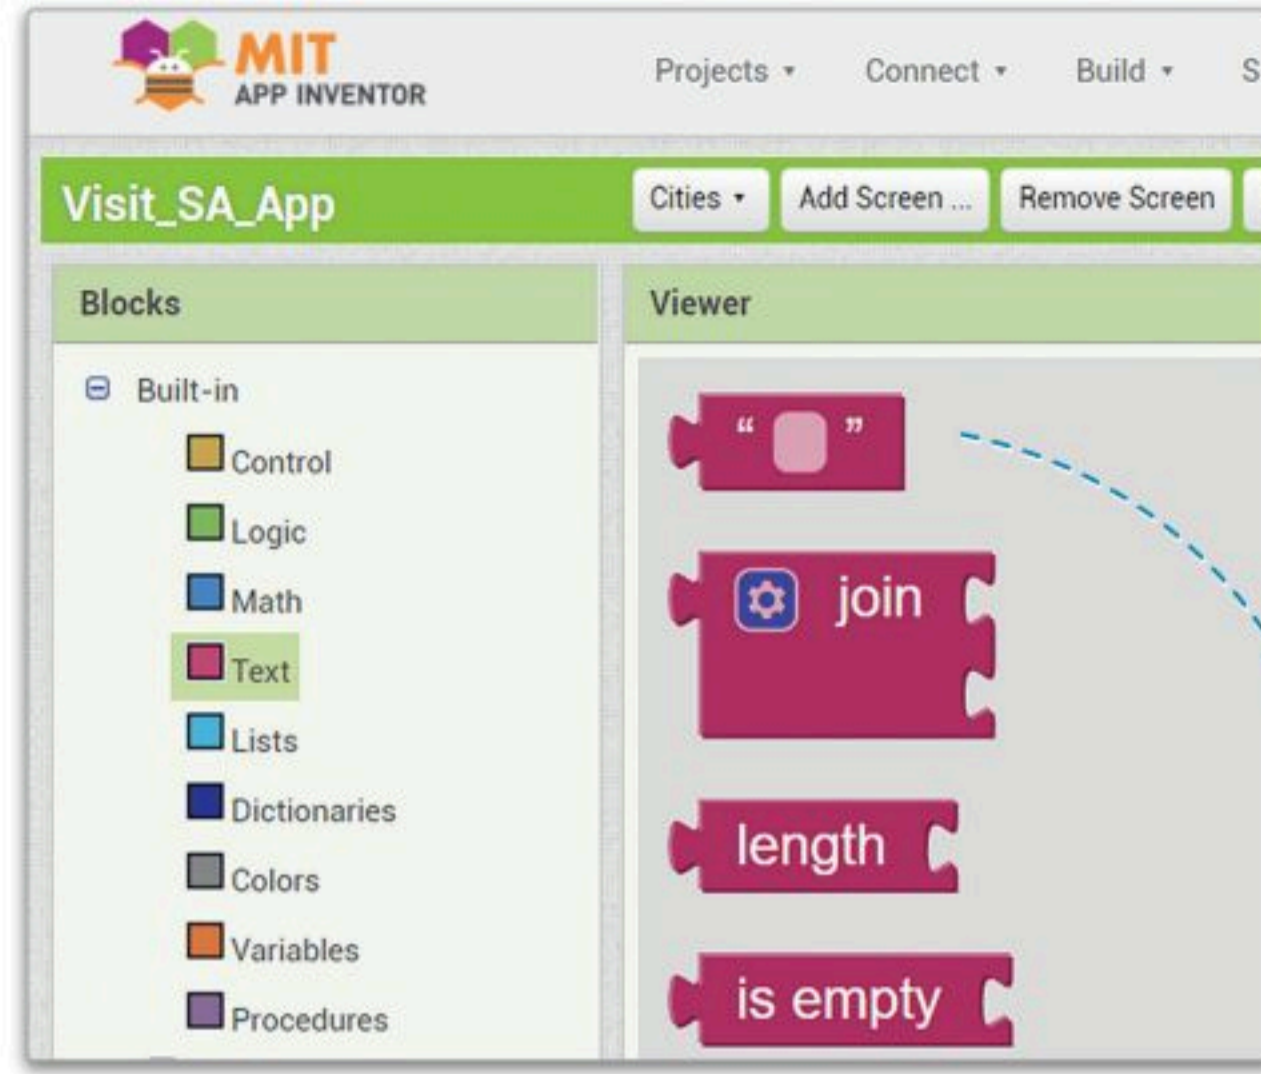 MIT
APP INVENTOR
Projects Connect Build S
Visit_SA_App
Cities Add Screen ... Remove Screen
Blocks
Viewer
Built-in
Control
Logic
Math
Text
Lists
Dictionaries
Colors
Variables
Procedures
“ ”
join
length
is empty